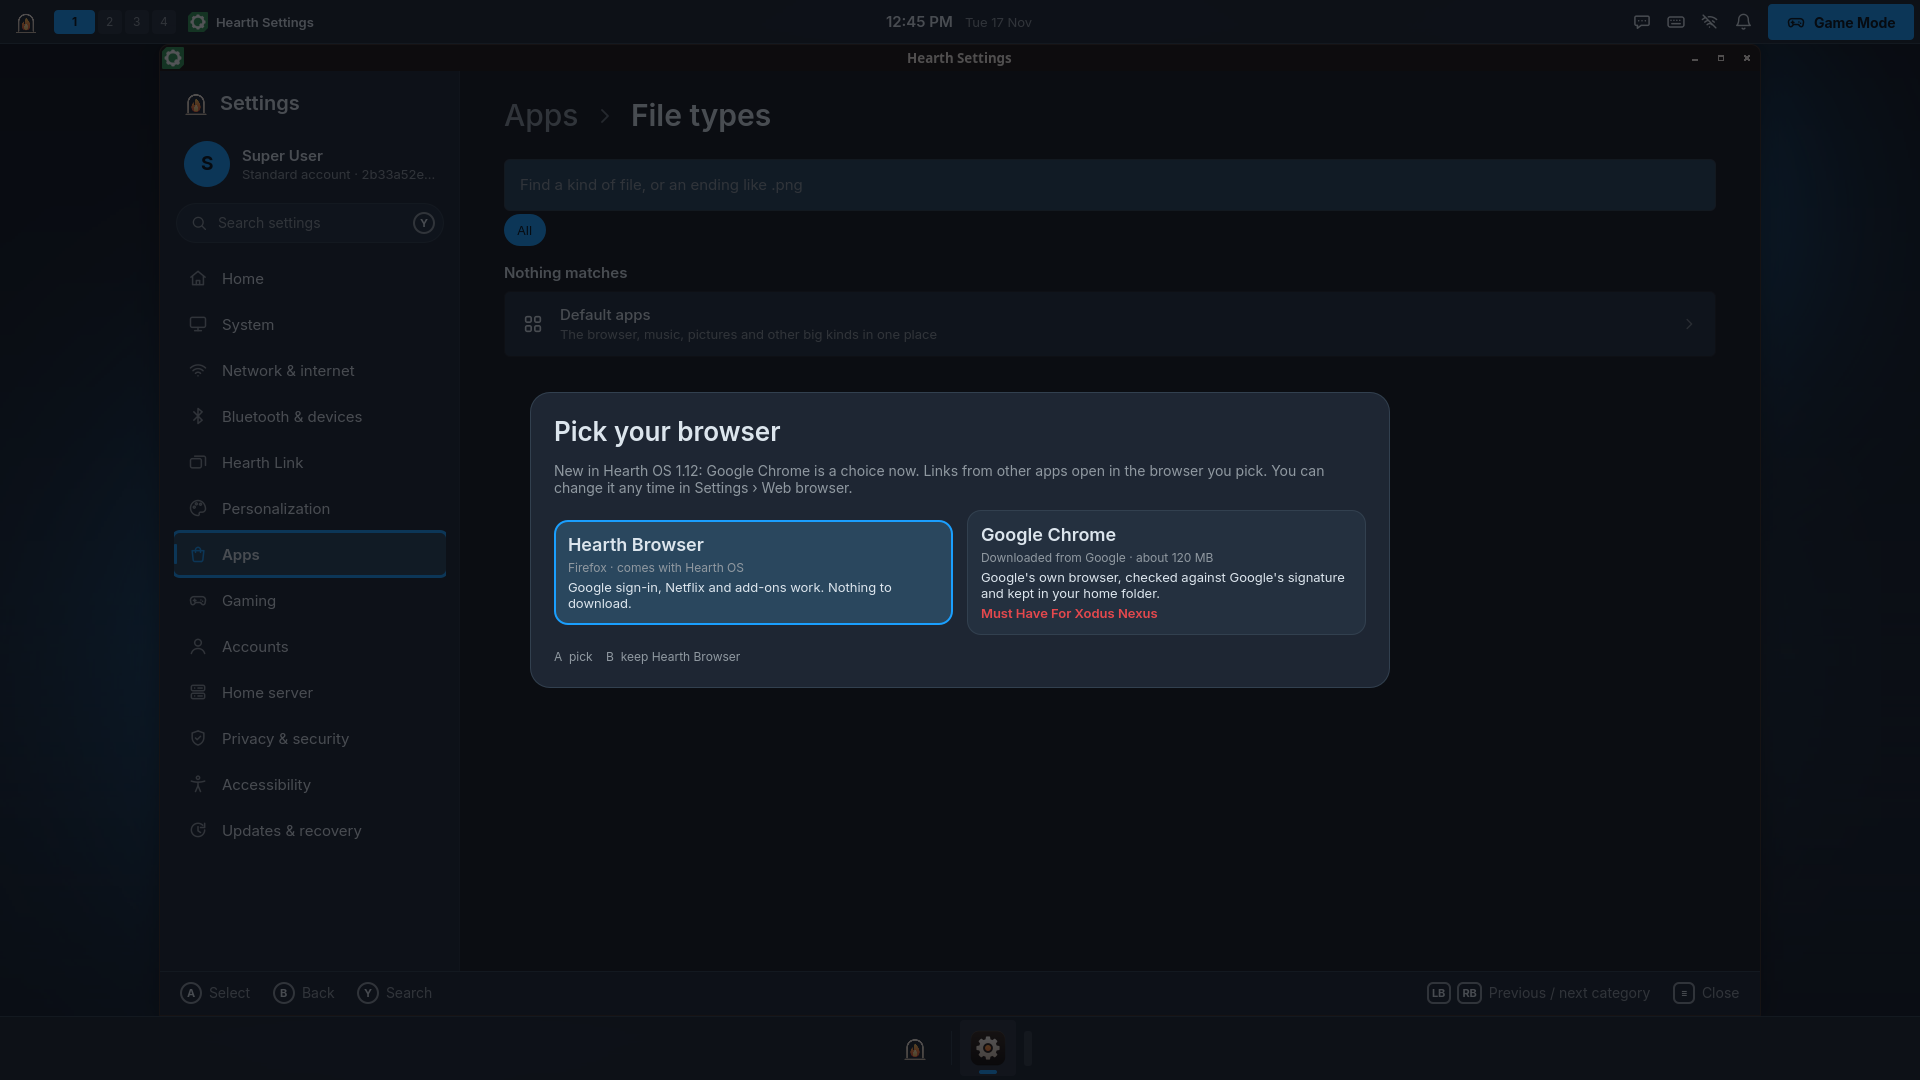 1 2 3 4 Hearth Settings
12:45 PM Tue 17 Nov
Game Mode
Hearth Settings
Settings
S
Super User
Standard account · 2b33a52e...
Search settings Y
Home
System
Network & internet
Bluetooth & devices
Hearth Link
Personalization
Apps
Gaming
Accounts
Home server
Privacy & security
Accessibility
Updates & recovery
Apps › File types
Find a kind of file, or an ending like .png
All
Nothing matches
Default apps
The browser, music, pictures and other big kinds in one place
Pick your browser
New in Hearth OS 1.12: Google Chrome is a choice now. Links from other apps open in the browser you pick. You can
change it any time in Settings › Web browser.
Hearth Browser
Firefox · comes with Hearth OS
Google sign-in, Netflix and add-ons work. Nothing to
download.
Google Chrome
Downloaded from Google · about 120 MB
Google's own browser, checked against Google's signature
and kept in your home folder.
Must Have For Xodus Nexus
A pick B keep Hearth Browser
A Select B Back Y Search
LB RB Previous / next category ≡ Close